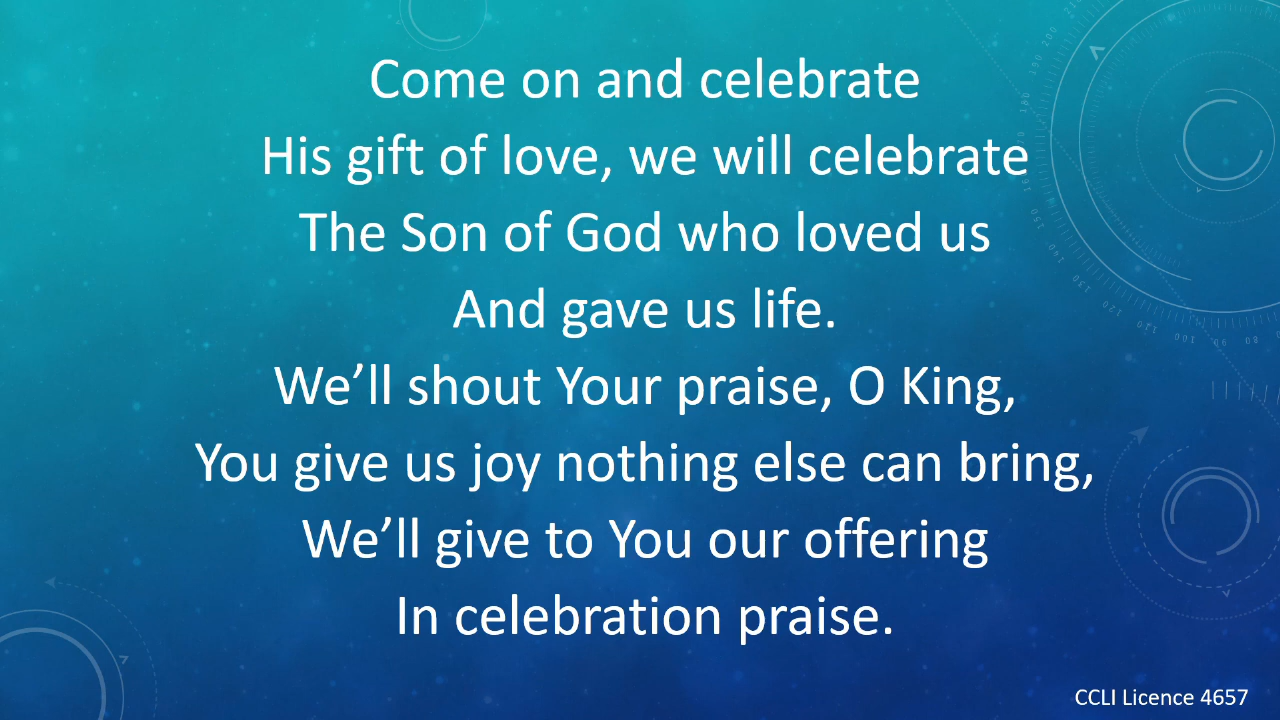 Come on and celebrate
His gift of love, we will celebrate
The Son of God who loved us
And gave us life.
We’ll shout Your praise, O King,
You give us joy nothing else can bring,
We’ll give to You our offering
In celebration praise.
CCLI Licence 4657